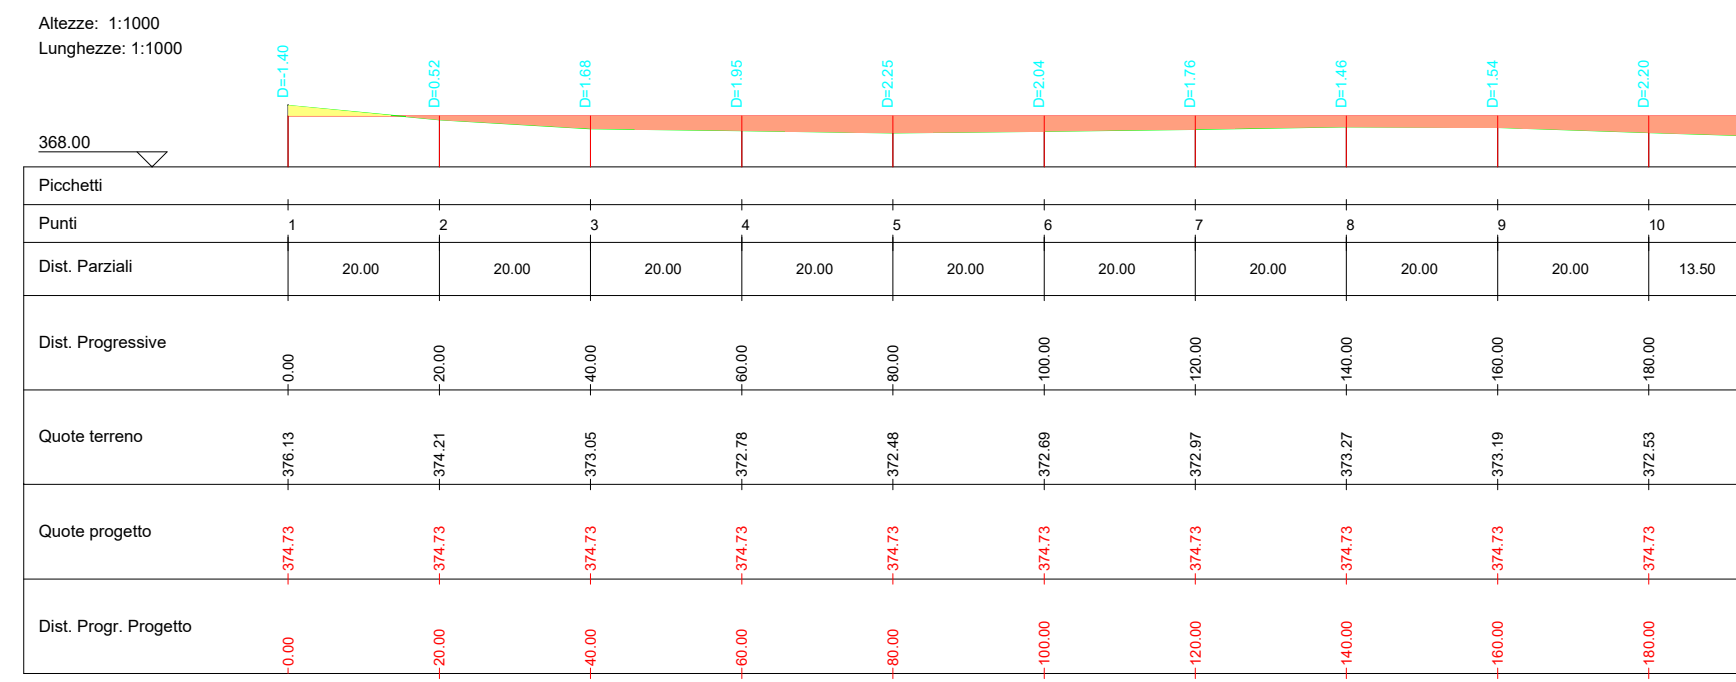 Altezze: 1:1000
Lunghezze: 1:1000
D=-1.40 D=0.52 D=1.68 D=1.95 D=2.25 D=2.04 D=1.76 D=1.46 D=1.54 D=2.20
368.00
Picchetti
Punti 1 2 3 4 5 6 7 8 9 10
Dist. Parziali 20.00 20.00 20.00 20.00 20.00 20.00 20.00 20.00 20.00 13.50
Dist. Progressive 0.00 20.00 40.00 60.00 80.00 100.00 120.00 140.00 160.00 180.00
Quote terreno 376.13 374.21 373.05 372.78 372.48 372.69 372.97 373.27 373.19 372.53
Quote progetto 374.73 374.73 374.73 374.73 374.73 374.73 374.73 374.73 374.73 374.73
Dist. Progr. Progetto 0.00 20.00 40.00 60.00 80.00 100.00 120.00 140.00 160.00 180.00